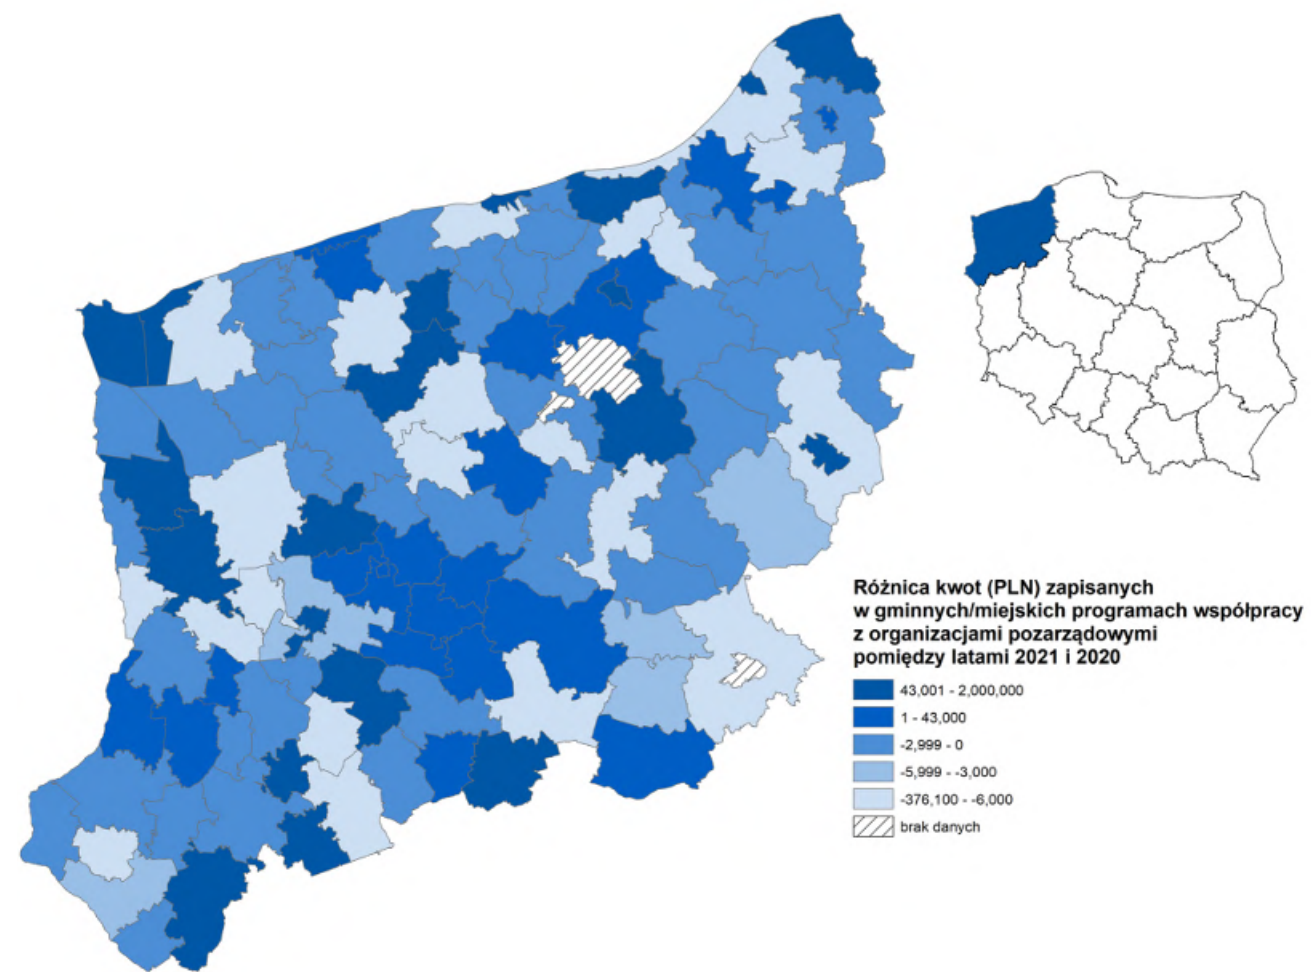 Różnica kwot (PLN) zapisanych
w gminnych/miejskich programach współpracy
z organizacjami pozarządowymi
pomiędzy latami 2021 i 2020
43,001 - 2,000,000
1 - 43,000
-2,999 - 0
-5,999 - -3,000
-376,100 - -6,000
brak danych